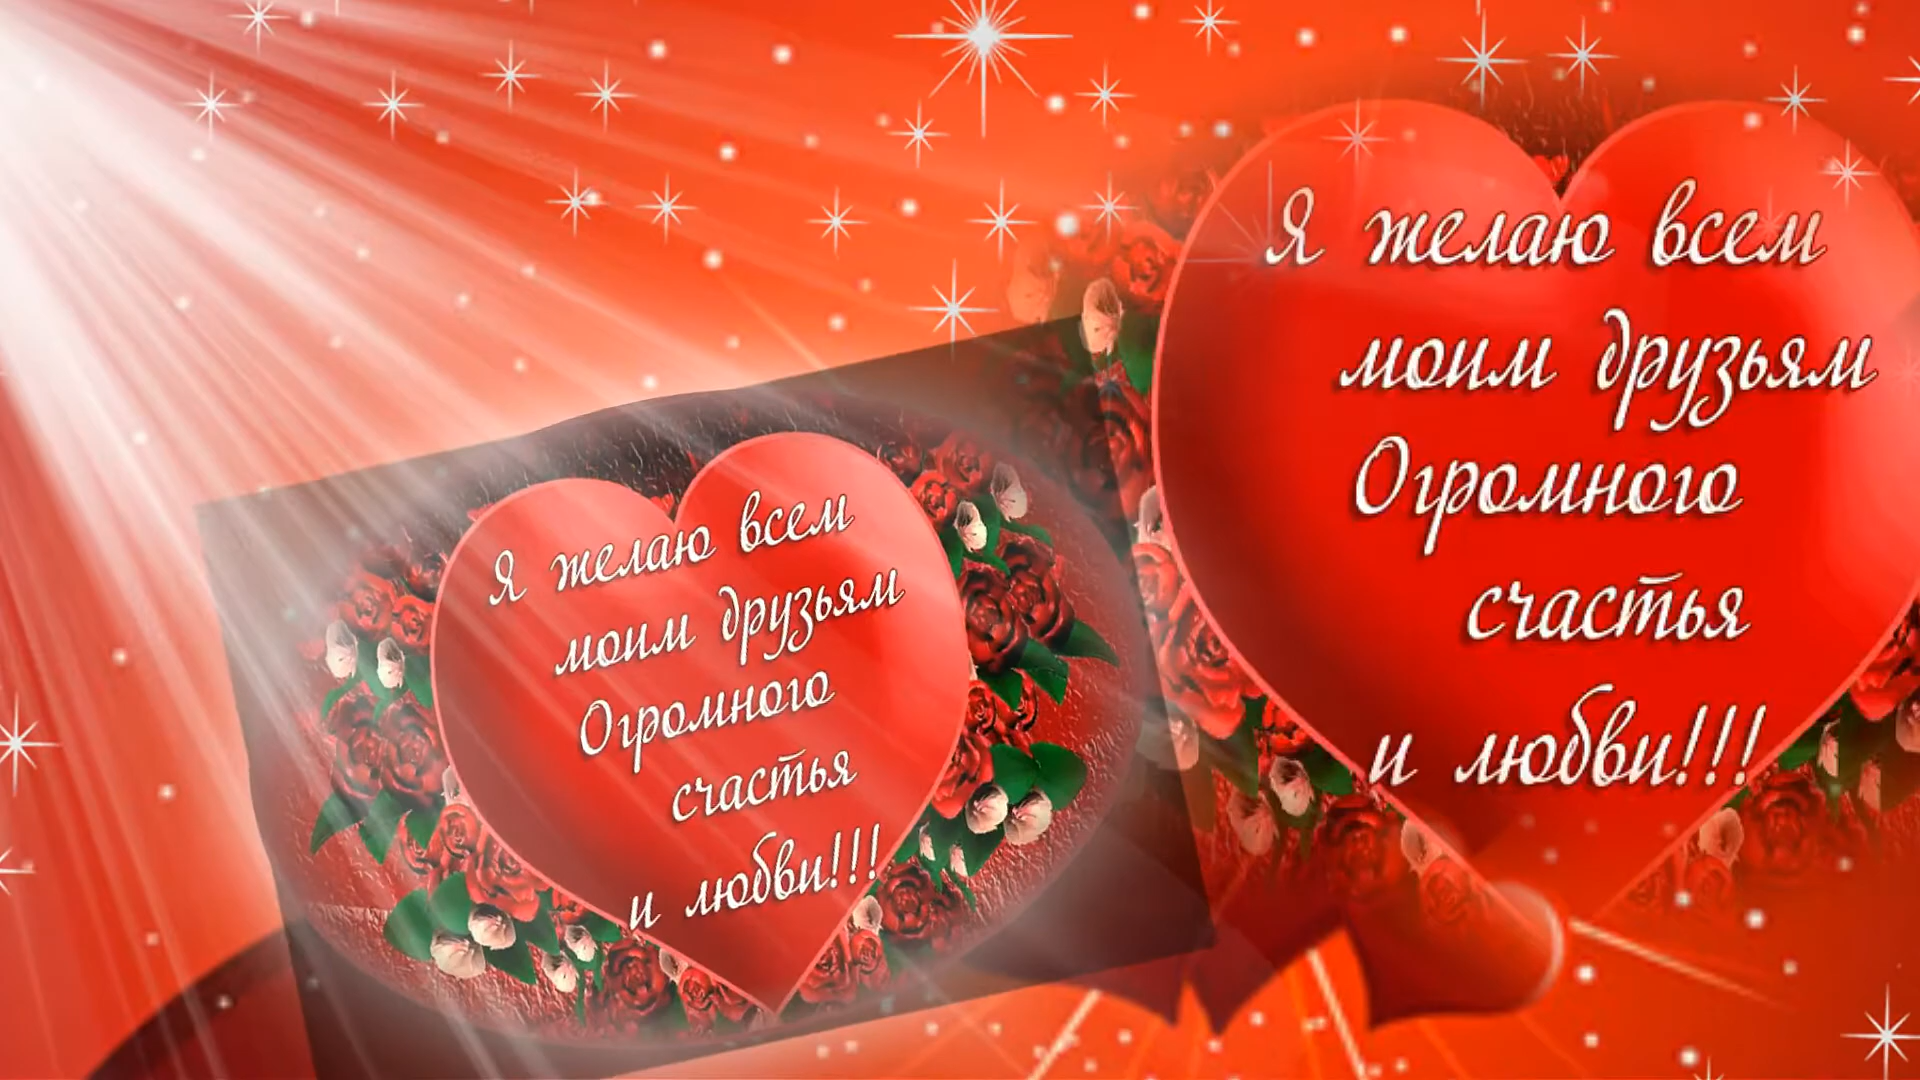 Я желаю всем
моим друзьям
Огромного
счастья
и любви!!!
Я желаю всем
моим друзьям
Огромного
счастья
и любви!!!